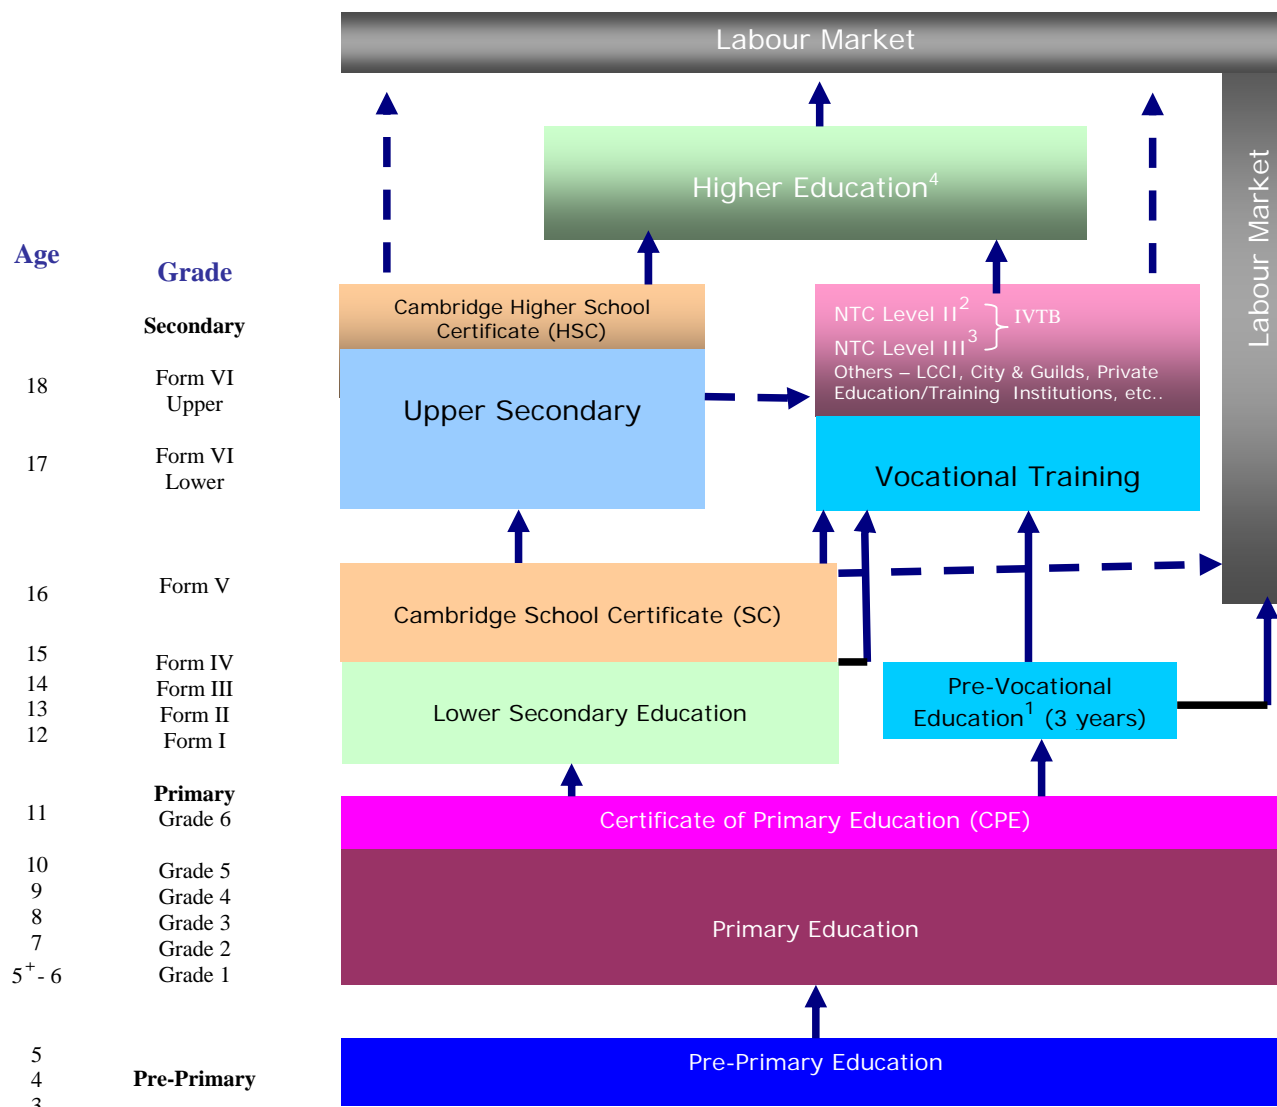 Labour Market
Labour Market
Higher Education4
Age
Grade
Secondary
Cambridge Higher School
Certificate (HSC)
NTC Level II2
NTC Level III3
IVTB
Others – LCCI, City & Guilds, Private
Education/Training Institutions, etc..
18
Form VI
Upper
Upper Secondary
17
Form VI
Lower
Vocational Training
16
Form V
Cambridge School Certificate (SC)
15
Form IV
14
Form III
13
Form II
12
Form I
Lower Secondary Education
Pre-Vocational
Education1 (3 years)
Primary
11
Grade 6
Certificate of Primary Education (CPE)
10
Grade 5
9
Grade 4
8
Grade 3
7
Grade 2
5+- 6
Grade 1
Primary Education
5
4
3
Pre-Primary
Pre-Primary Education